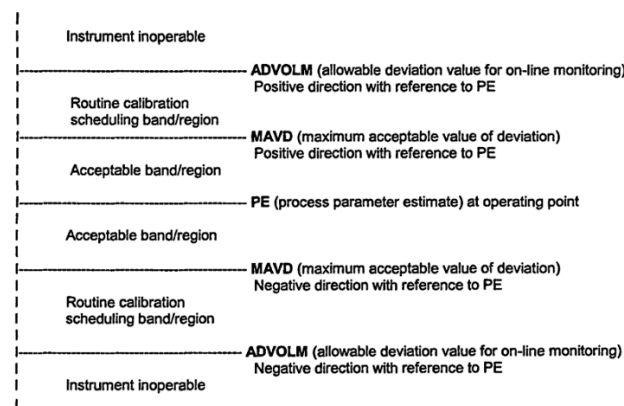 Instrument inoperable
ADVOLM (allowable deviation value for on-line monitoring)
Positive direction with reference to PE
Routine calibration
scheduling band/region
MAVD (maximum acceptable value of deviation)
Positive direction with reference to PE
Acceptable band/region
PE (process parameter estimate) at operating point
Acceptable band/region
MAVD (maximum acceptable value of deviation)
Negative direction with reference to PE
Routine calibration
scheduling band/region
ADVOLM (allowable deviation value for on-line monitoring)
Negative direction with reference to PE
Instrument inoperable